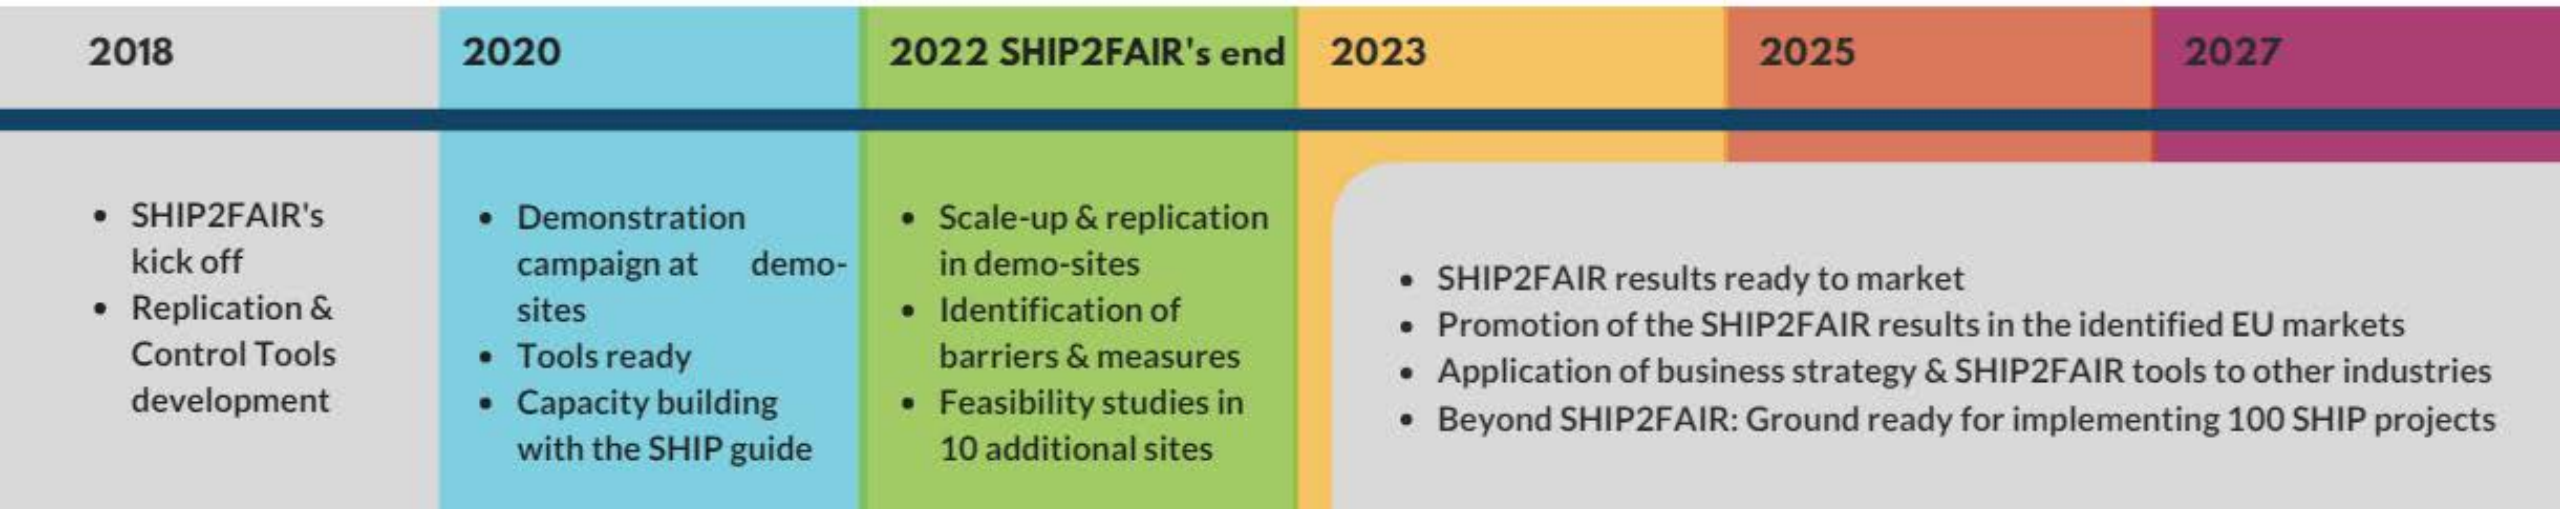 2018
2020
2022 SHIP2FAIR's end
2023
2025
2027
• SHIP2FAIR's
kick off
• Replication &
Control Tools
development
• Demonstration
campaign at demo-
sites
• Tools ready
• Capacity building
with the SHIP guide
• Scale-up & replication
in demo-sites
• Identification of
barriers & measures
• Feasibility studies in
10 additional sites
• SHIP2FAIR results ready to market
• Promotion of the SHIP2FAIR results in the identified EU markets
• Application of business strategy & SHIP2FAIR tools to other industries
• Beyond SHIP2FAIR: Ground ready for implementing 100 SHIP projects